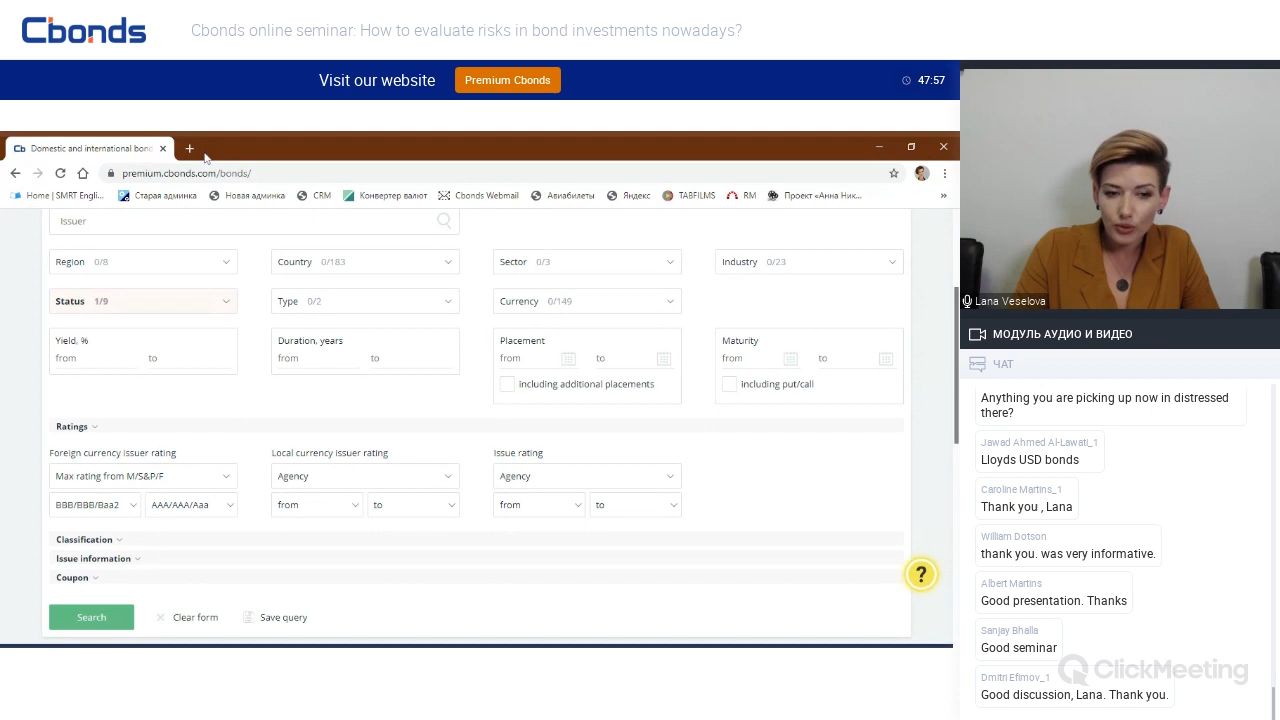 Cbonds
Cbonds online seminar: How to evaluate risks in bond investments nowadays?
Visit our website
Premium Cbonds
47:57
Cb Domestic and international bon
premium.cbonds.com/bonds/
Home | SMRT Engli...
Старая админка
Новая админка
CRM
Конвертер валют
Cbonds Webmail
Авиабилеты
Яндекс
TABFILMS
RM
Проект «Анна Ник...
»
Issuer
Region 0/8
Country 0/183
Sector 0/3
Industry 0/23
Status 1/9
Type 0/2
Currency 0/149
Yield, %
from to
Duration, years
from to
Placement
from to
including additional placements
Maturity
from to
including put/call
Ratings
Foreign currency issuer rating
Local currency issuer rating
Issue rating
Max rating from M/S&P/F
Agency
Agency
BBB/BBB/Baa2
AAA/AAA/Aaa
from
to
from
to
Classification
Issue information
Coupon
?
Search
Clear form
Save query
Lana Veselova
МОДУЛЬ АУДИО И ВИДЕО
ЧАТ
Anything you are picking up now in distressed
there?
Jawad Ahmed Al-Lawati_1
Lloyds USD bonds
Caroline Martins_1
Thank you , Lana
William Dotson
thank you. was very informative.
Albert Martins
Good presentation. Thanks
Sanjay Bhalla
Good seminar
Dmitri Efimov_1
Good discussion, Lana. Thank you.
ClickMeeting